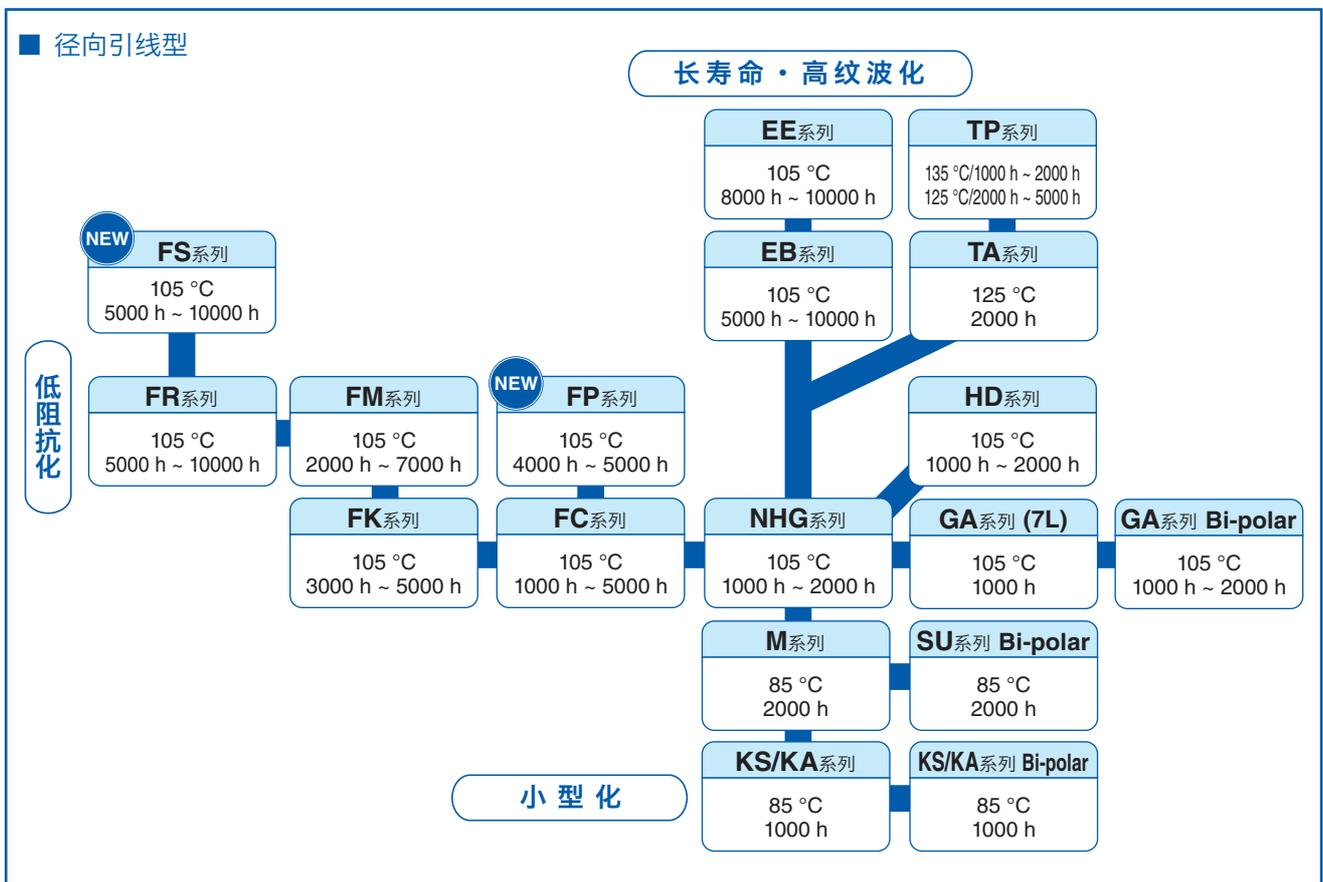 ■ 径向引线型
长寿命・高纹波化
EE系列
105 °C
8000 h ~ 10000 h
TP系列
135 °C/1000 h ~ 2000 h
125 °C/2000 h ~ 5000 h
NEW
FS系列
105 °C
5000 h ~ 10000 h
EB系列
105 °C
5000 h ~ 10000 h
TA系列
125 °C
2000 h
低阻抗化
FR系列
105 °C
5000 h ~ 10000 h
FM系列
105 °C
2000 h ~ 7000 h
NEW
FP系列
105 °C
4000 h ~ 5000 h
HD系列
105 °C
1000 h ~ 2000 h
FK系列
105 °C
3000 h ~ 5000 h
FC系列
105 °C
1000 h ~ 5000 h
NHG系列
105 °C
1000 h ~ 2000 h
GA系列 (7L)
105 °C
1000 h
GA系列 Bi-polar
105 °C
1000 h ~ 2000 h
M系列
85 °C
2000 h
SU系列 Bi-polar
85 °C
2000 h
小型化
KS/KA系列
85 °C
1000 h
KS/KA系列 Bi-polar
85 °C
1000 h